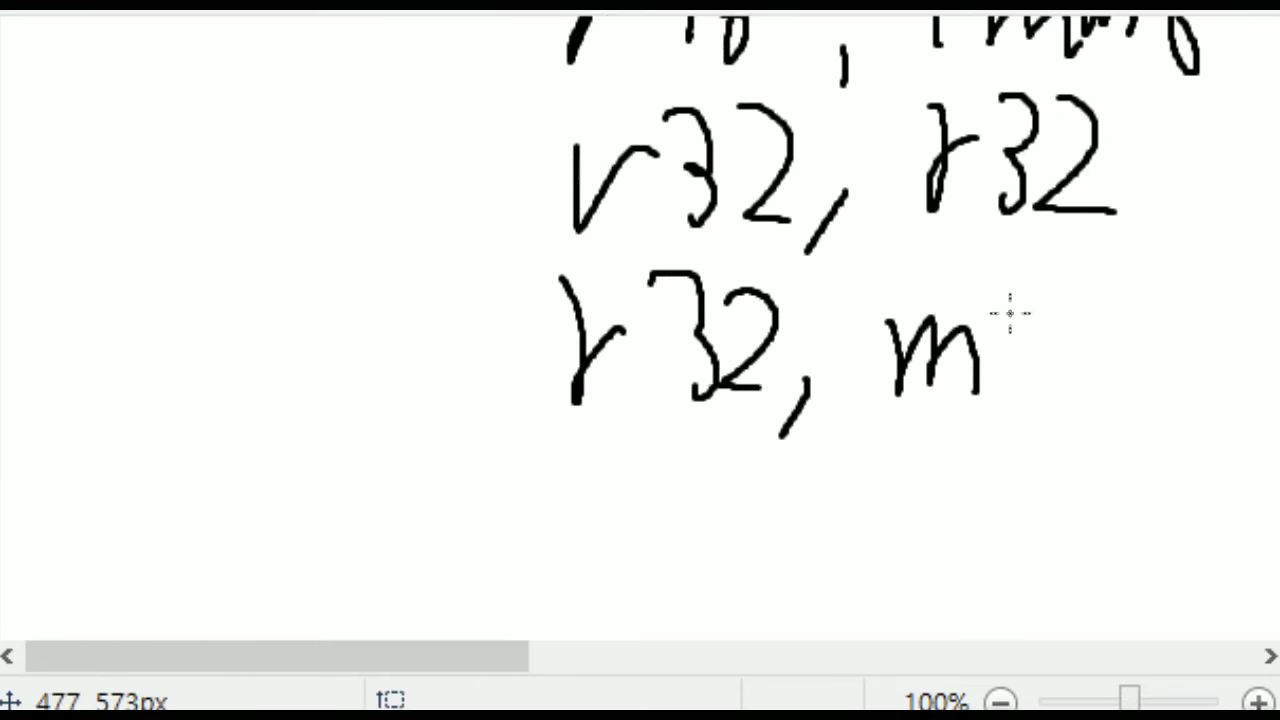 r32, r32
r32, m
477, 573px
100%